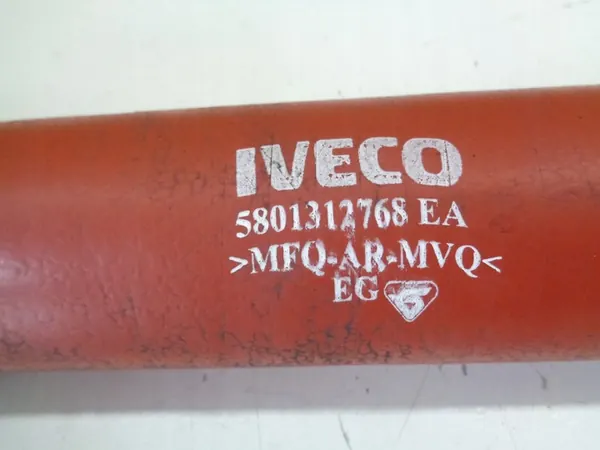 IVECO
5801312768 EA
>MFQ-AR-MVQ<
EG